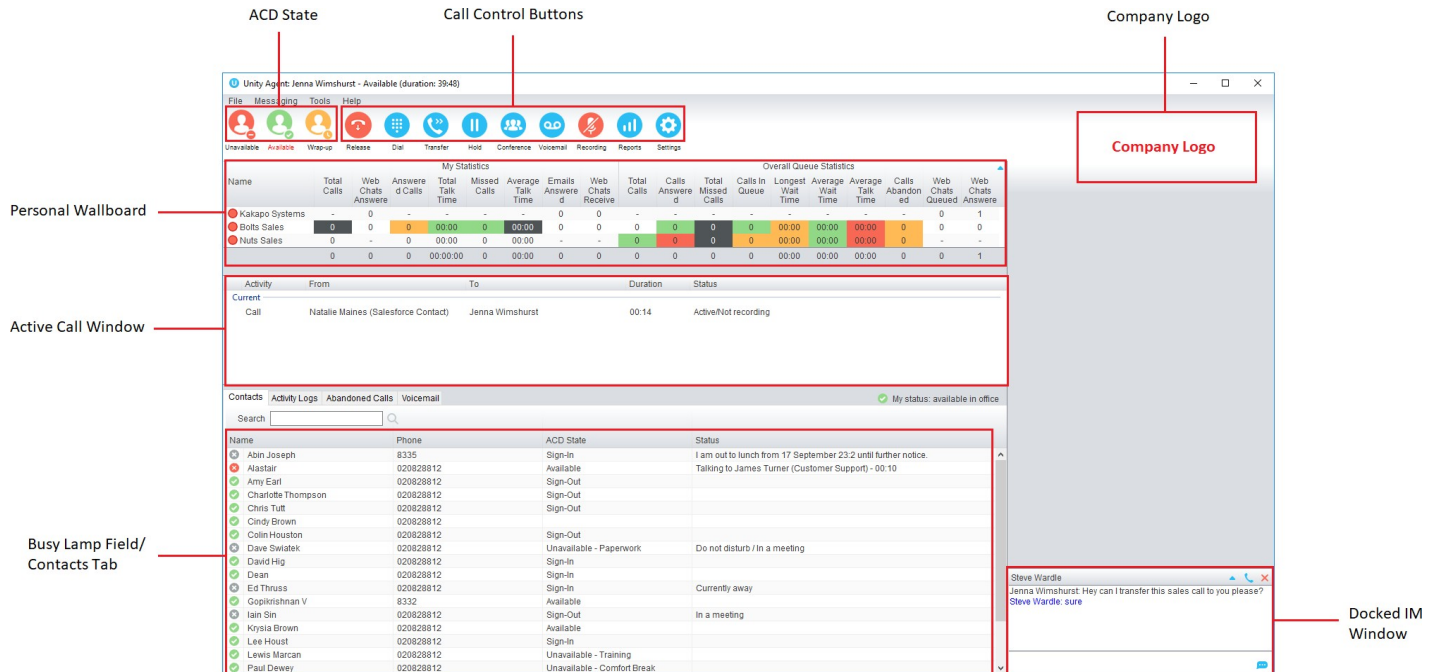 ACD State
Call Control Buttons
Company Logo
Unity Agent: Jenna Wimshurst - Available (duration: 39:48)
File Messaging Tools Help
Unavailable Available Wrap-up Release Dial Transfer Hold Conference Voicemail Recording Reports Settings
Company Logo
My Statistics Overall Queue Statistics
Name Total Calls Web Chats Answere Answere d Calls Total Talk Time Missed Calls Average Talk Time Emails Answere d Web Chats Receive Total Calls Calls Answere d Total Missed Calls Calls In Queue Longest Wait Time Average Wait Time Average Talk Time Calls Abandon ed Web Chats Queued Web Chats Answere
Personal Wallboard
Kakapo Systems - 0 - - - - 0 0 - - - - - - - - 0 1
Bolts Sales 0 0 0 00:00 0 00:00 0 0 0 0 0 0 00:00 00:00 00:00 0 0 0
Nuts Sales 0 - 0 00:00 0 00:00 - - 0 0 0 0 00:00 00:00 00:00 0 - -
0 0 0 00:00:00 0 00:00 0 0 0 0 0 0 00:00 00:00 00:00 0 0 1
Activity From To Duration Status
Current
Call Natalie Maines (Salesforce Contact) Jenna Wimshurst 00:14 Active/Not recording
Active Call Window
Contacts Activity Logs Abandoned Calls Voicemail My status: available in office
Search
Name Phone ACD State Status
Abin Joseph 8335 Sign-In I am out to lunch from 17 September 23:2 until further notice.
Alastair 020828812 Available Talking to James Turner (Customer Support) - 00:10
Amy Earl 020828812 Sign-Out
Charlotte Thompson 020828812 Sign-Out
Chris Tutt 020828812 Sign-Out
Cindy Brown 020828812
Colin Houston 020828812 Sign-Out
Dave Swiatek 020828812 Unavailable - Paperwork Do not disturb / In a meeting
David Hig 020828812 Sign-In
Dean 020828812 Sign-In
Ed Thruss 020828812 Sign-In Currently away
Gopikrishnan V 8332 Available
Iain Sin 020828812 Sign-Out In a meeting
Krysia Brown 020828812 Available
Lee Houst 020828812 Sign-In
Lewis Marcan 020828812 Unavailable - Training
Paul Dewey 020828812 Unavailable - Comfort Break
Busy Lamp Field/
Contacts Tab
Steve Wardle
Jenna Wimshurst: Hey can I transfer this sales call to you please?
Steve Wardle: sure
Docked IM
Window